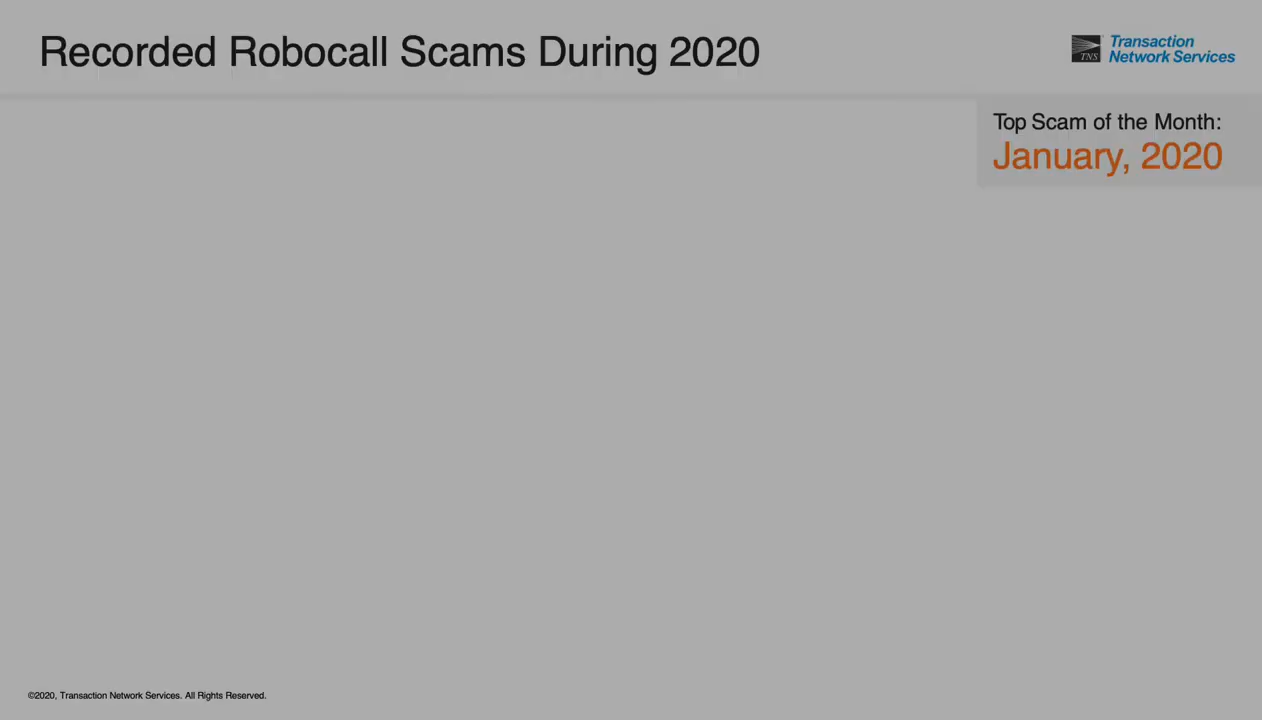 Recorded Robocall Scams During 2020
TNS
Transaction
Network Services
Top Scam of the Month:
January, 2020
©2020, Transaction Network Services. All Rights Reserved.